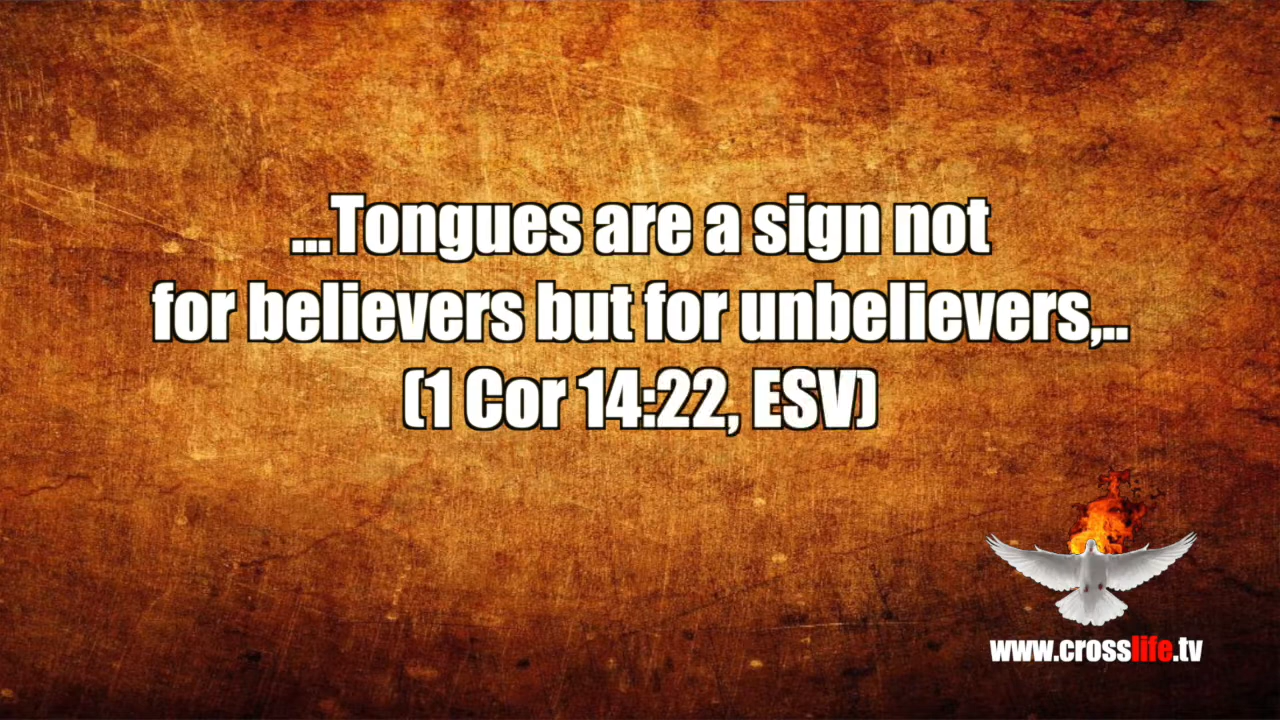 ...Tongues are a sign not
for believers but for unbelievers,..
(1 Cor 14:22, ESV)
www.crosslife.tv